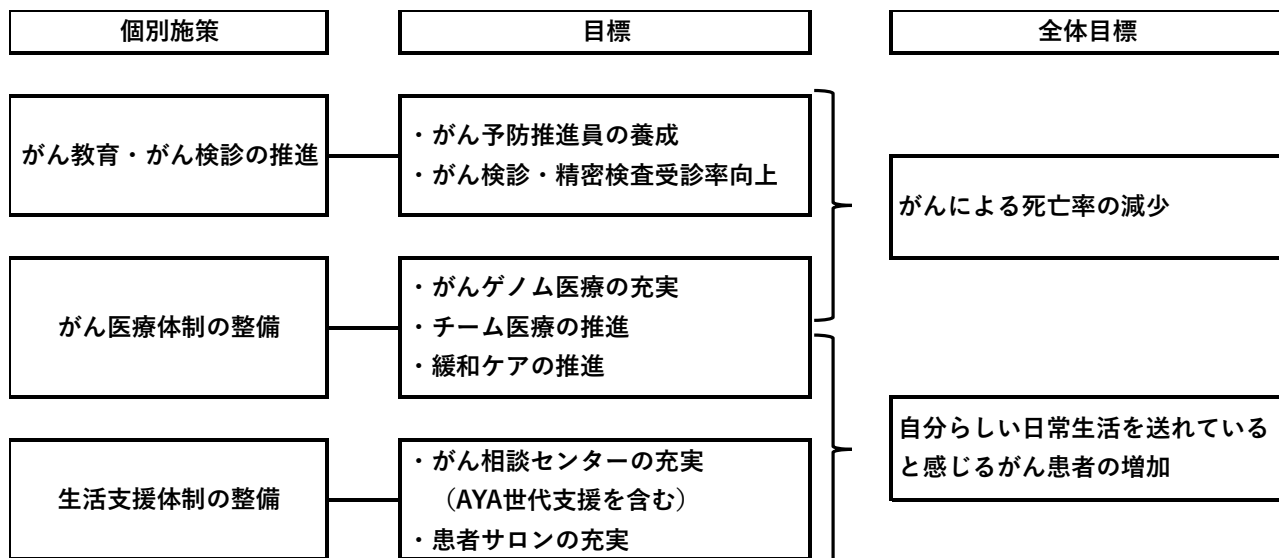 個別施策
目標
全体目標
がん教育・がん検診の推進
・がん予防推進員の養成
・がん検診・精密検査受診率向上
がんによる死亡率の減少
がん医療体制の整備
・がんゲノム医療の充実
・チーム医療の推進
・緩和ケアの推進
自分らしい日常生活を送れている
と感じるがん患者の増加
生活支援体制の整備
・がん相談センターの充実
（AYA世代支援を含む）
・患者サロンの充実